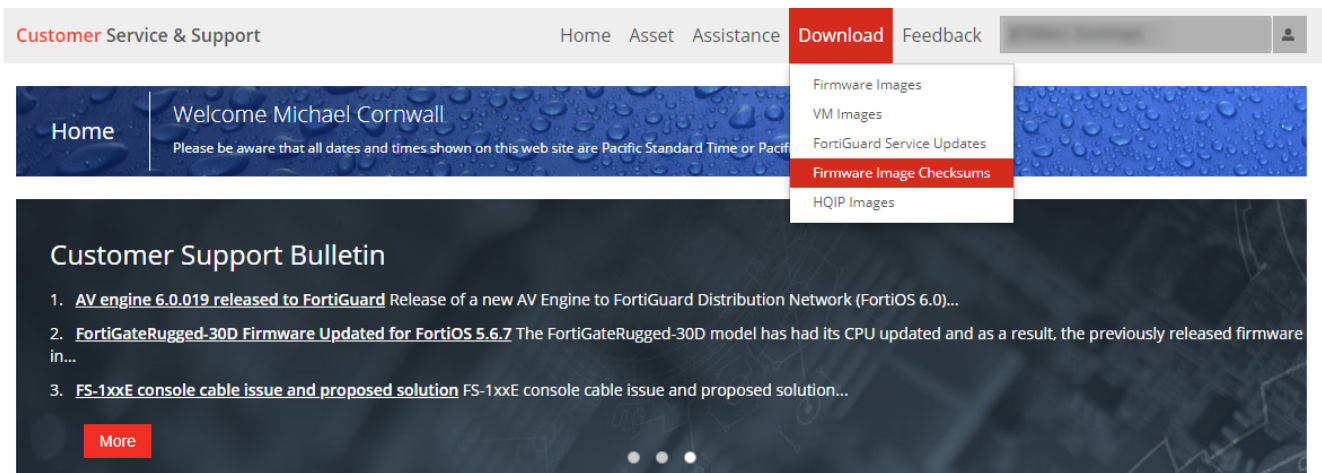 Customer Service & Support
Home Asset Assistance Download Feedback
Firmware Images
VM Images
FortiGuard Service Updates
Firmware Image Checksums
HQIP Images
Home
Welcome Michael Cornwall
Please be aware that all dates and times shown on this web site are Pacific Standard Time or Pacif
Customer Support Bulletin
1. AV engine 6.0.019 released to FortiGuard Release of a new AV Engine to FortiGuard Distribution Network (FortiOS 6.0)...
2. FortiGateRugged-30D Firmware Updated for FortiOS 5.6.7 The FortiGateRugged-30D model has had its CPU updated and as a result, the previously released firmware
in...
3. FS-1xxE console cable issue and proposed solution FS-1xxE console cable issue and proposed solution...
More